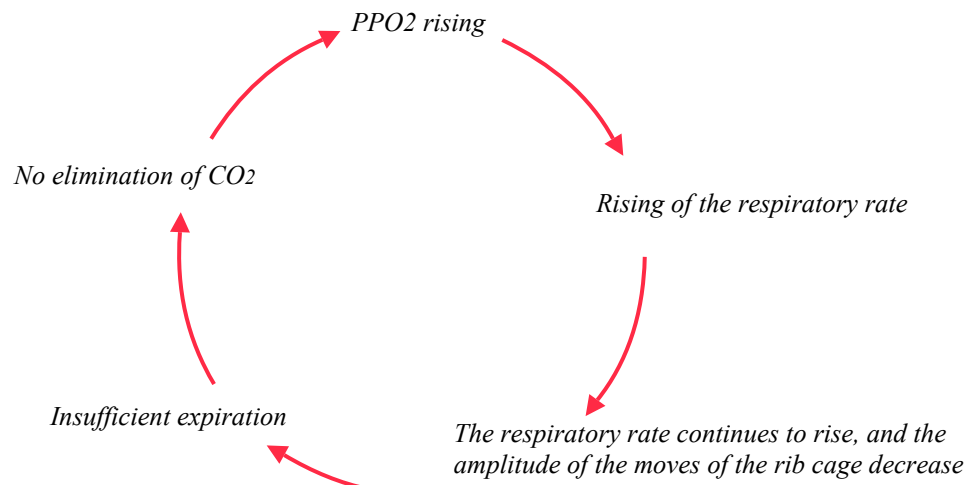 PPO2 rising
Rising of the respiratory rate
The respiratory rate continues to rise, and the
amplitude of the moves of the rib cage decrease
Insufficient expiration
No elimination of CO2